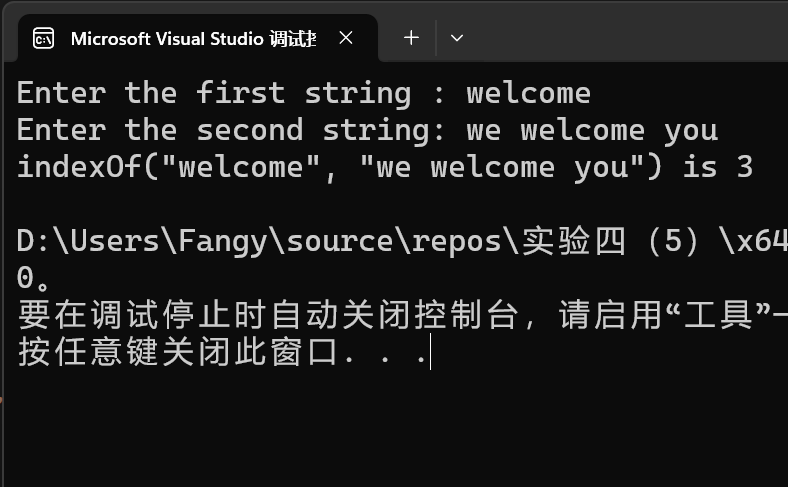 Microsoft Visual Studio 调试
Enter the first string : welcome
Enter the second string: we welcome you
indexOf("welcome", "we welcome you") is 3
D:\Users\Fangy\source\repos\实验四（5）\x64
0。
要在调试停止时自动关闭控制台，请启用“工具”
按任意键关闭此窗口. . .